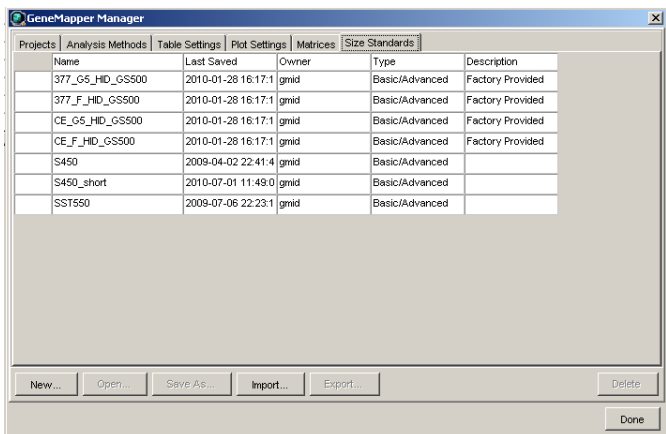 GeneMapper Manager
Projects Analysis Methods Table Settings Plot Settings Matrices Size Standards
Name Last Saved Owner Type Description
377_G5_HID_GS500 2010-01-28 16:17:1 gmid Basic/Advanced Factory Provided
377_F_HID_GS500 2010-01-28 16:17:1 gmid Basic/Advanced Factory Provided
CE_G5_HID_GS500 2010-01-28 16:17:1 gmid Basic/Advanced Factory Provided
CE_F_HID_GS500 2010-01-28 16:17:1 gmid Basic/Advanced Factory Provided
S450 2009-04-02 22:41:4 gmid Basic/Advanced
S450_short 2010-07-01 11:49:0 gmid Basic/Advanced
SST550 2009-07-06 22:23:1 gmid Basic/Advanced
New... Open... Save As... Import... Export... Delete
Done